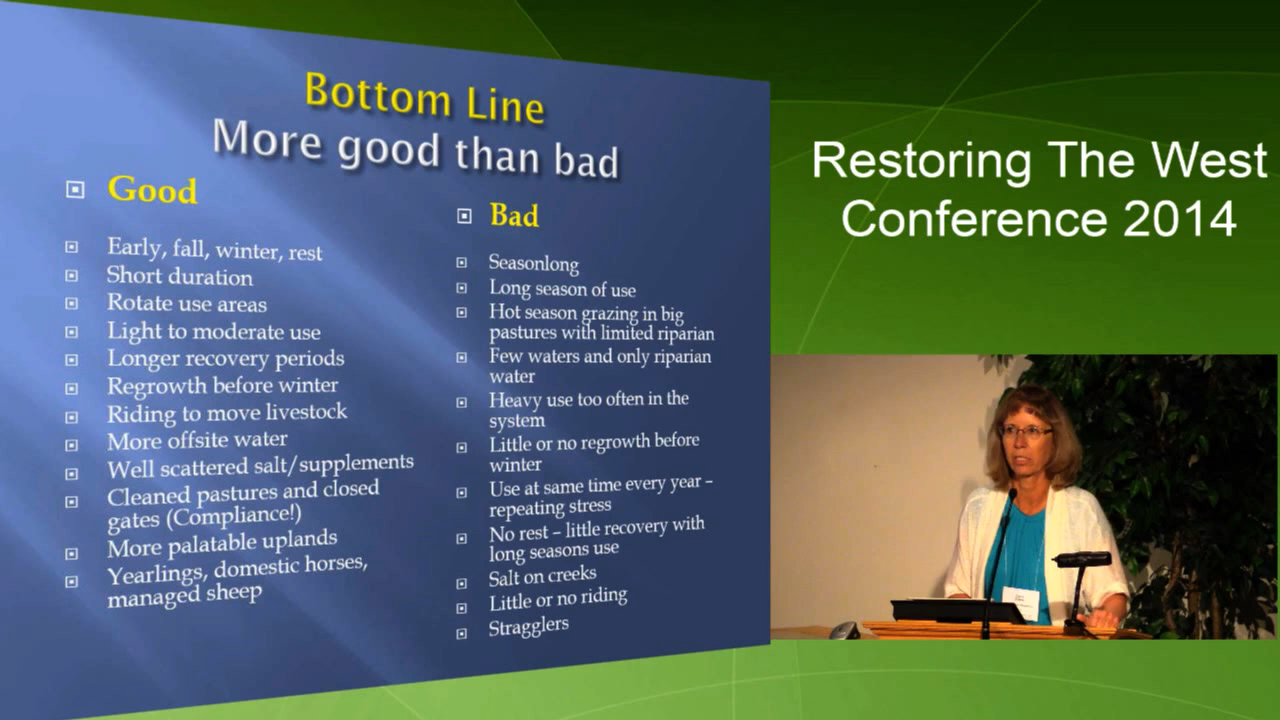 Bottom Line
More good than bad
Good
Early, fall, winter, rest
Short duration
Rotate use areas
Light to moderate use
Longer recovery periods
Regrowth before winter
Riding to move livestock
More offsite water
Well scattered salt/supplements
Cleaned pastures and closed
gates (Compliance!)
More palatable uplands
Yearlings, domestic horses,
managed sheep
Bad
Seasonlong
Long season of use
Hot season grazing in big
pastures with limited riparian
Few waters and only riparian
water
Heavy use too often in the
system
Little or no regrowth before
winter
Use at same time every year –
repeating stress
No rest – little recovery with
long seasons use
Salt on creeks
Little or no riding
Stragglers
Restoring The West
Conference 2014